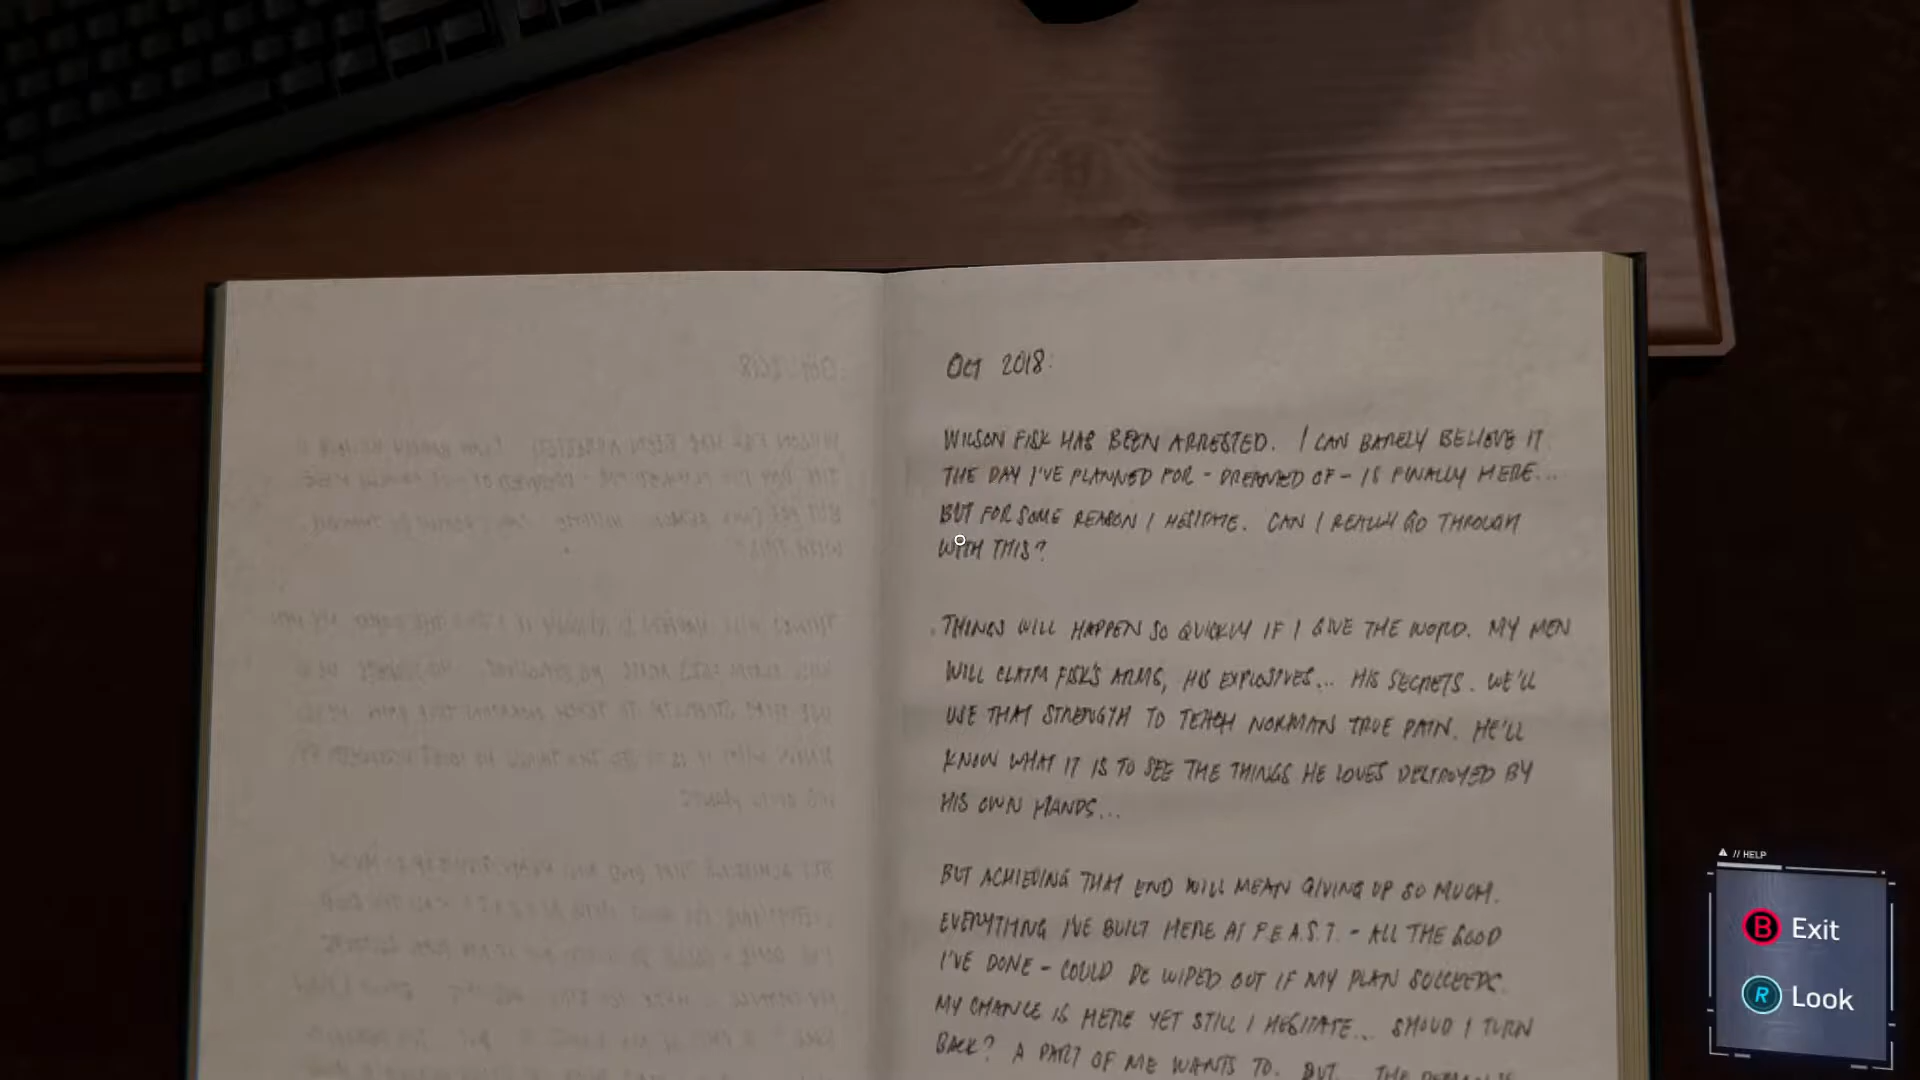 Oct 2018:
WILSON FISK HAS BEEN ARRESTED. I CAN BARELY BELIEVE IT.
THE DAY I'VE PLANNED FOR - DREAMED OF - IS FINALLY HERE...
BUT FOR SOME REASON I HESITATE. CAN I REALLY GO THROUGH
WITH THIS?
THINGS WILL HAPPEN SO QUICKLY IF I GIVE THE WORD. MY MEN
WILL CLAIM FISK'S ARMS, HIS EXPLOSIVES... HIS SECRETS. WE'LL
USE THAT STRENGTH TO TEACH NORMAN TRUE PAIN. HE'LL
KNOW WHAT IT IS TO SEE THE THINGS HE LOVES DESTROYED BY
HIS OWN HANDS...
BUT ACHIEVING THAT END WILL MEAN GIVING UP SO MUCH.
EVERYTHING I'VE BUILT HERE AT F.E.A.S.T. - ALL THE GOOD
I'VE DONE - COULD BE WIPED OUT IF MY PLAN SUCCEEDS.
MY CHANCE IS HERE YET STILL I HESITATE... SHOULD I TURN
BACK? A PART OF ME WANTS TO. BUT... THE DEMON IS
// HELP
B Exit
R Look